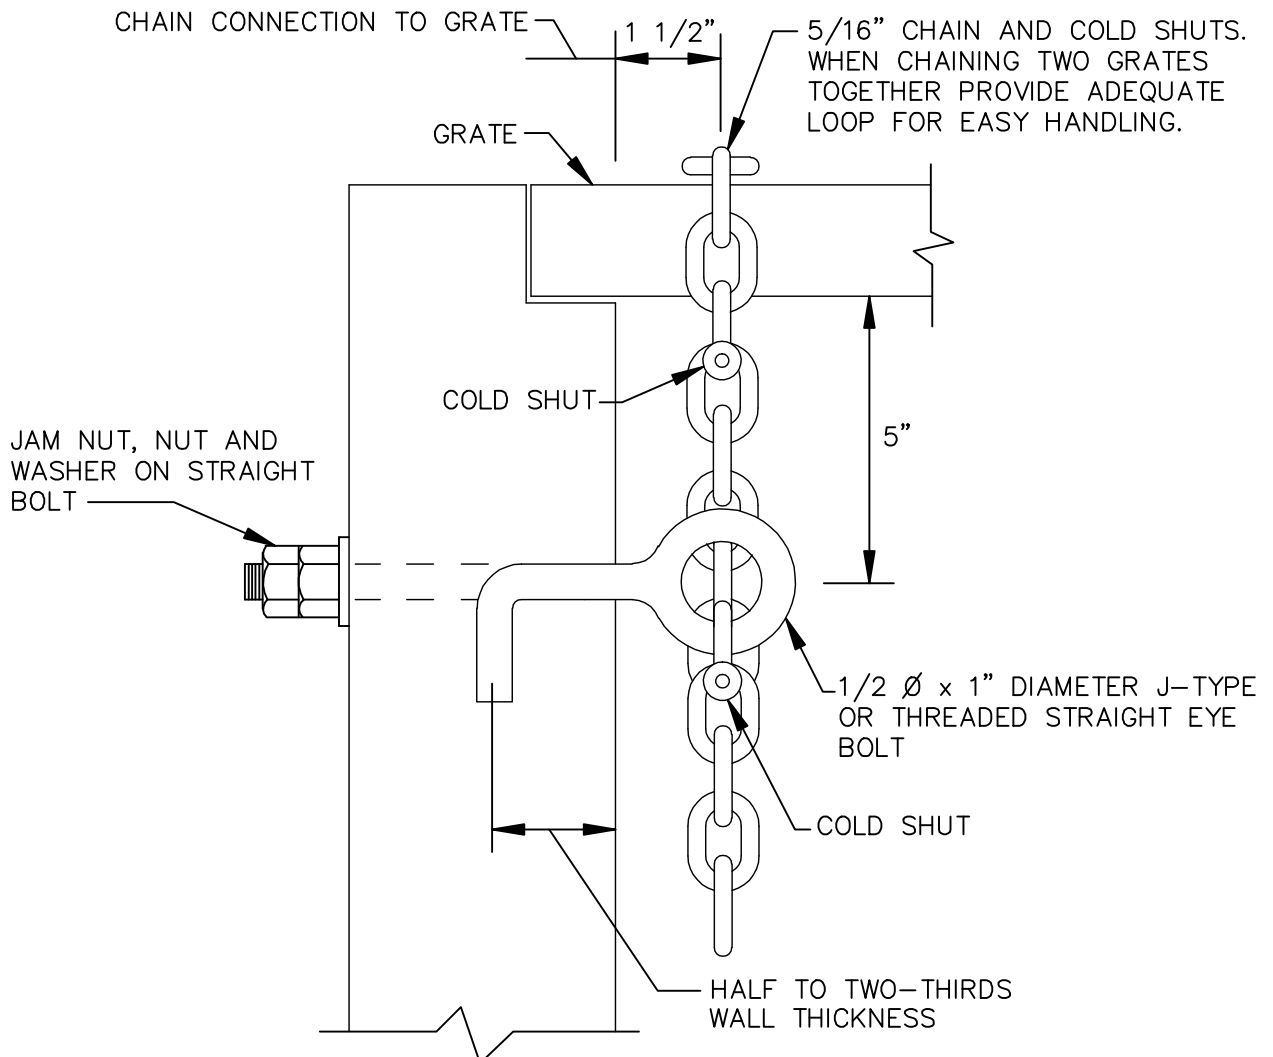 CHAIN CONNECTION TO GRATE
1 1/2”
5/16” CHAIN AND COLD SHUTS.
WHEN CHAINING TWO GRATES
TOGETHER PROVIDE ADEQUATE
LOOP FOR EASY HANDLING.
GRATE
COLD SHUT
5”
JAM NUT, NUT AND
WASHER ON STRAIGHT
BOLT
1/2 Ø x 1” DIAMETER J-TYPE
OR THREADED STRAIGHT EYE
BOLT
COLD SHUT
HALF TO TWO-THIRDS
WALL THICKNESS